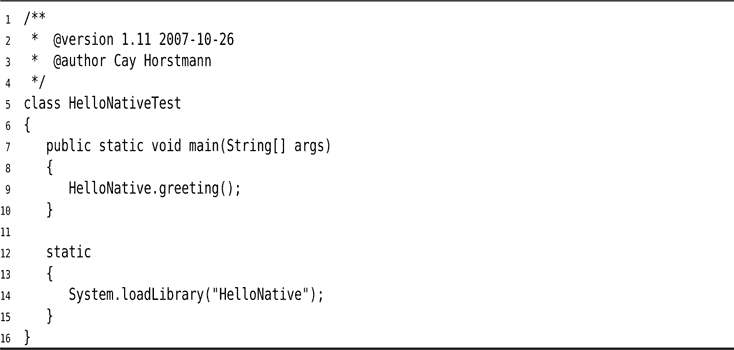 1 /**
2  *  @version 1.11 2007-10-26
3  *  @author Cay Horstmann
4  */
5 class HelloNativeTest
6 {
7    public static void main(String[] args)
8    {
9       HelloNative.greeting();
10    }
11
12    static
13    {
14       System.loadLibrary("HelloNative");
15    }
16 }